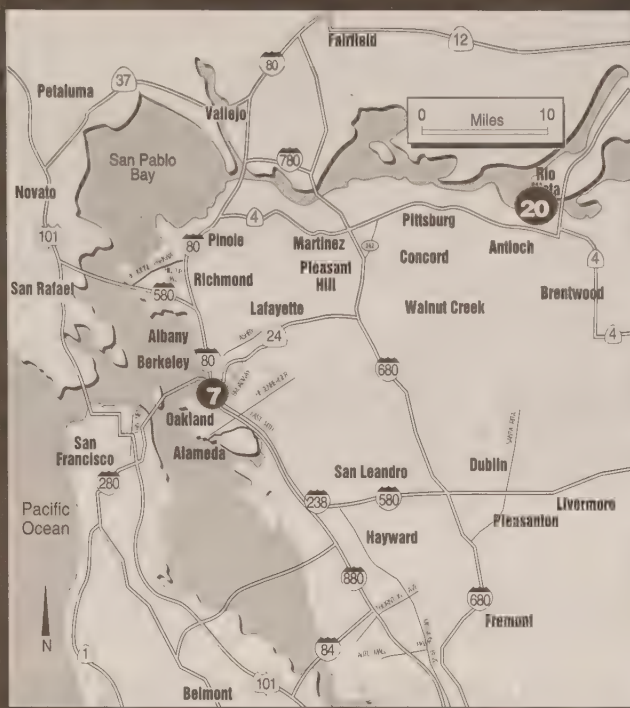 Fairfield
12
80
Petaluma
37
Vallejo
0 10
Miles
San Pablo
Bay
780
Rio
Vista
20
Novato
4
Pittsburg
101
80
Pinole
Martinez
242
Antioch
Concord
4
Pleasant
Hill
Richmond
San Rafael
580
Brentwood
Lafayette
Walnut Creek
Albany
24
4
Berkeley
80
680
7
Oakland
San
Francisco
Alameda
San Leandro
Dublin
280
238
580
Livermore
Pacific
Ocean
Pleasanton
Hayward
880
680
Fremont
N
84
1
101
Belmont